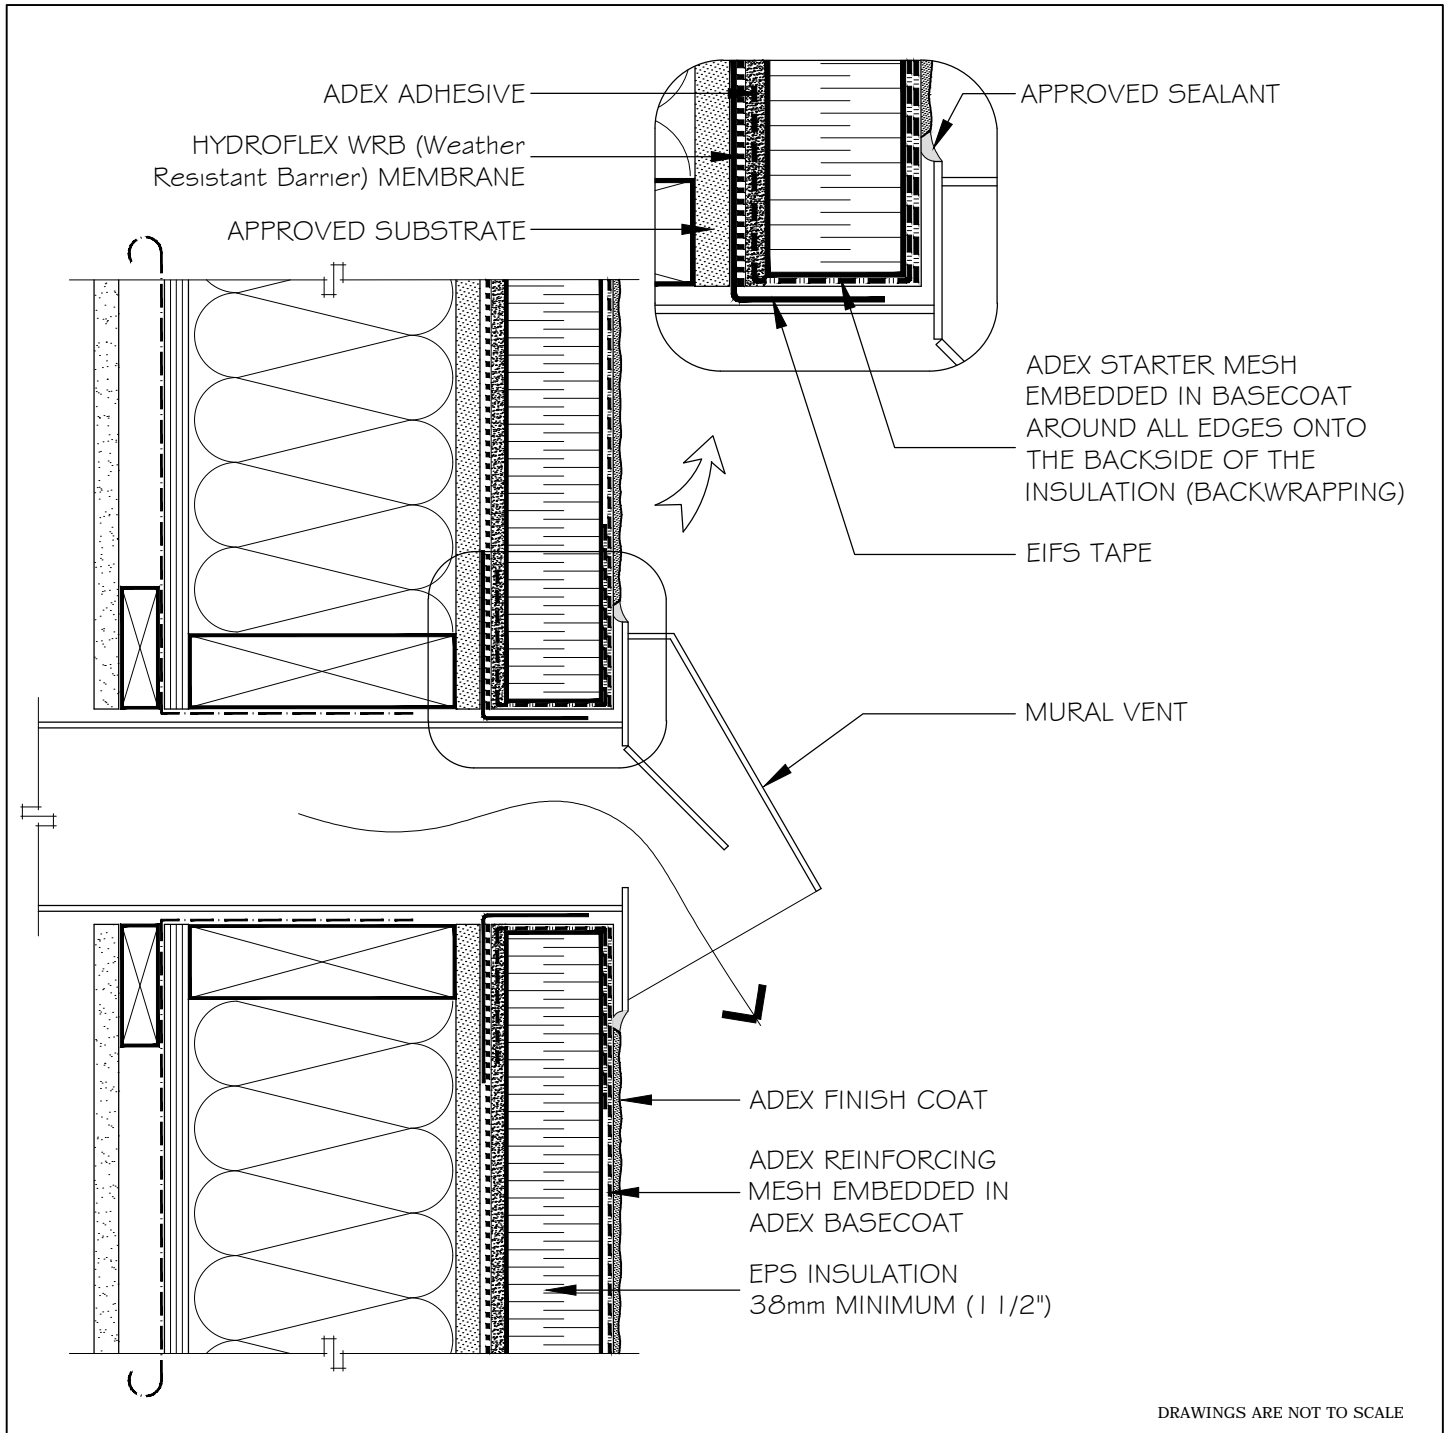 ADEX ADHESIVE
HYDROFLEX WRB (Weather
Resistant Barrier) MEMBRANE
APPROVED SUBSTRATE
APPROVED SEALANT
ADEX STARTER MESH
EMBEDDED IN BASECOAT
AROUND ALL EDGES ONTO
THE BACKSIDE OF THE
INSULATION (BACKWRAPPING)
EIFS TAPE
MURAL VENT
ADEX FINISH COAT
ADEX REINFORCING
MESH EMBEDDED IN
ADEX BASECOAT
EPS INSULATION
38mm MINIMUM (1 1/2")
DRAWINGS ARE NOT TO SCALE